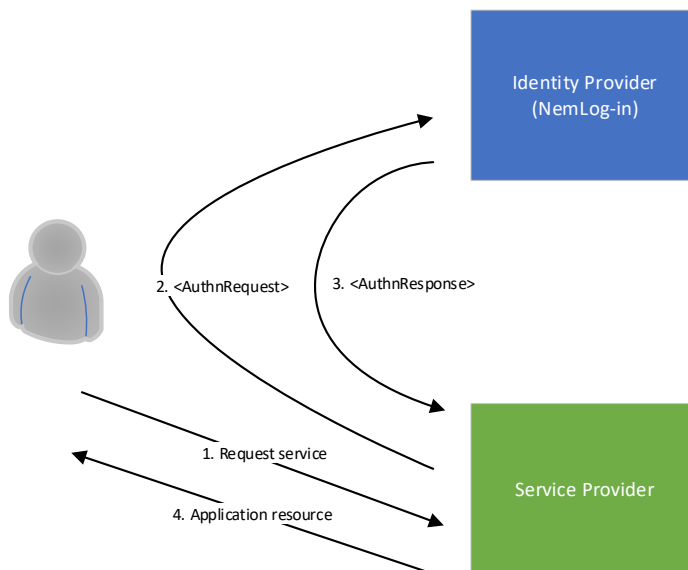 Identity Provider
(NemLog-in)
2. <AuthnRequest>
3. <AuthnResponse>
1. Request service
Service Provider
4. Application resource